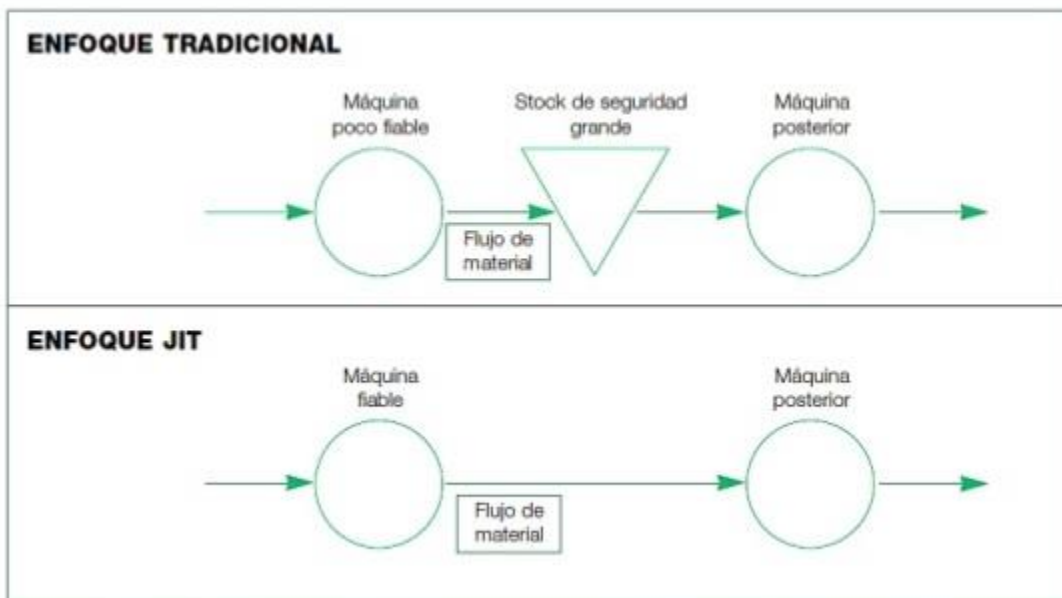 ENFOQUE TRADICIONAL
Máquina
poco fiable
Stock de seguridad
grande
Máquina
posterior
Flujo de
material
ENFOQUE JIT
Máquina
fiable
Máquina
posterior
Flujo de
material